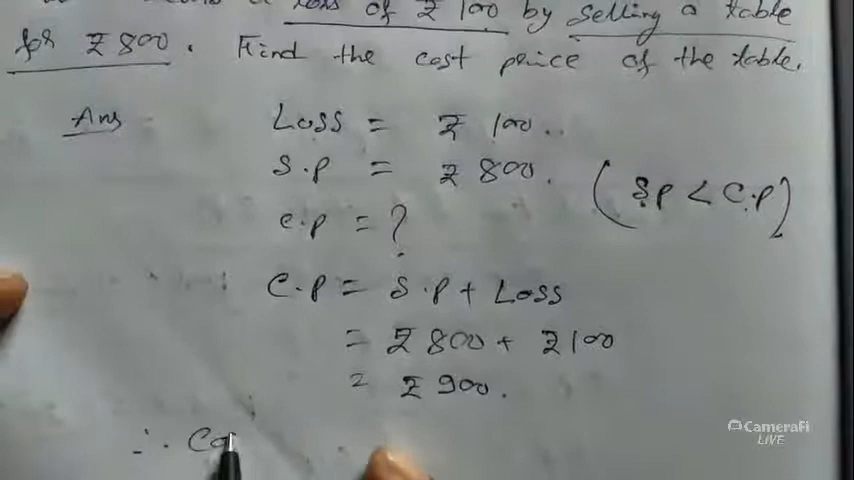 loss of ₹ 100 by selling a table
for ₹ 800. Find the cost price of the table.
Ans
Loss = ₹ 100..
S.P = ₹ 800. (S.P < C.P)
C.P = ?
C.P = S.P + Loss
= ₹ 800 + ₹ 100
= ₹ 900.
∴ Co
CameraFi
LIVE